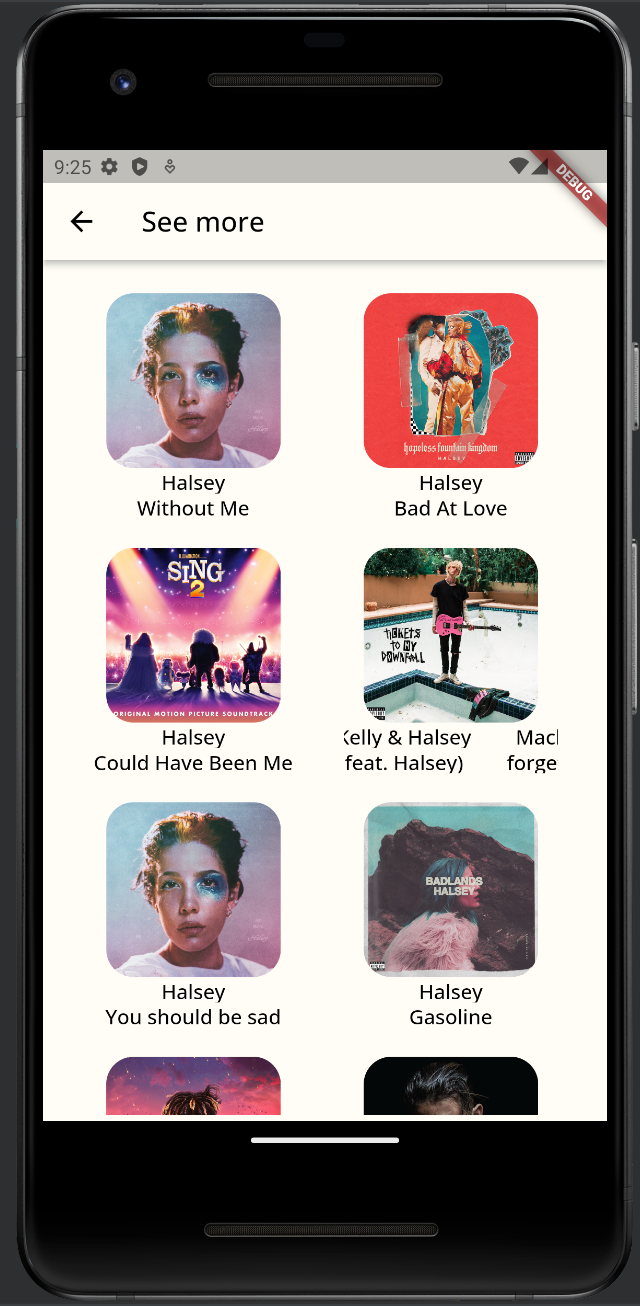 9:25
DEBUG
See more
hopeless fountain kingdom
HALSEY
Halsey
Without Me
Halsey
Bad At Love
ILLUMINATION
SING
2
ORIGINAL MOTION PICTURE SOUNDTRACK
TICKETS
TO MY
DOWNFALL
Halsey
Could Have Been Me
Kelly & Halsey Macl
feat. Halsey) forge
BADLANDS
HALSEY
Halsey
You should be sad
Halsey
Gasoline